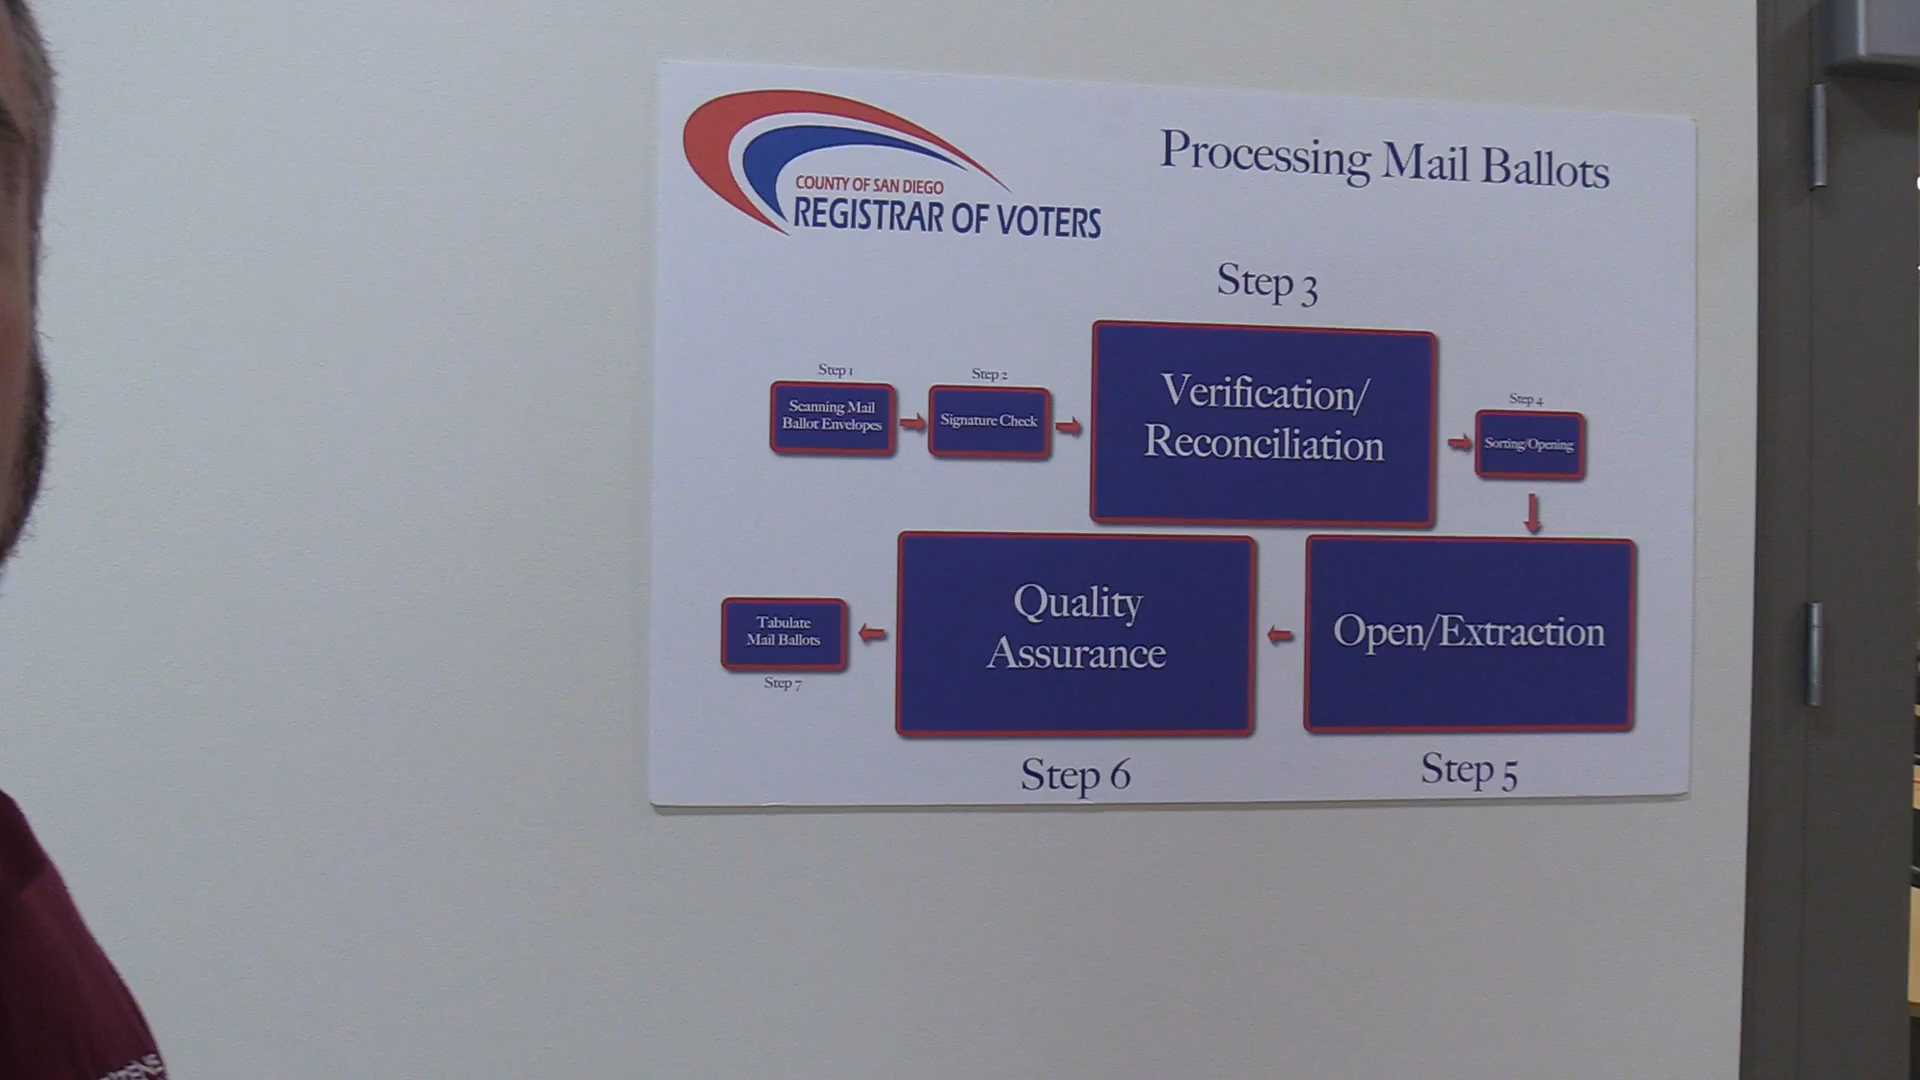 COUNTY OF SAN DIEGO
REGISTRAR OF VOTERS
Processing Mail Ballots
Step 1
Scanning Mail
Ballot Envelopes
Step 2
Signature Check
Step 3
Verification/
Reconciliation
Step 4
Sorting/Opening
Open/Extraction
Step 5
Quality
Assurance
Step 6
Tabulate
Mail Ballots
Step 7